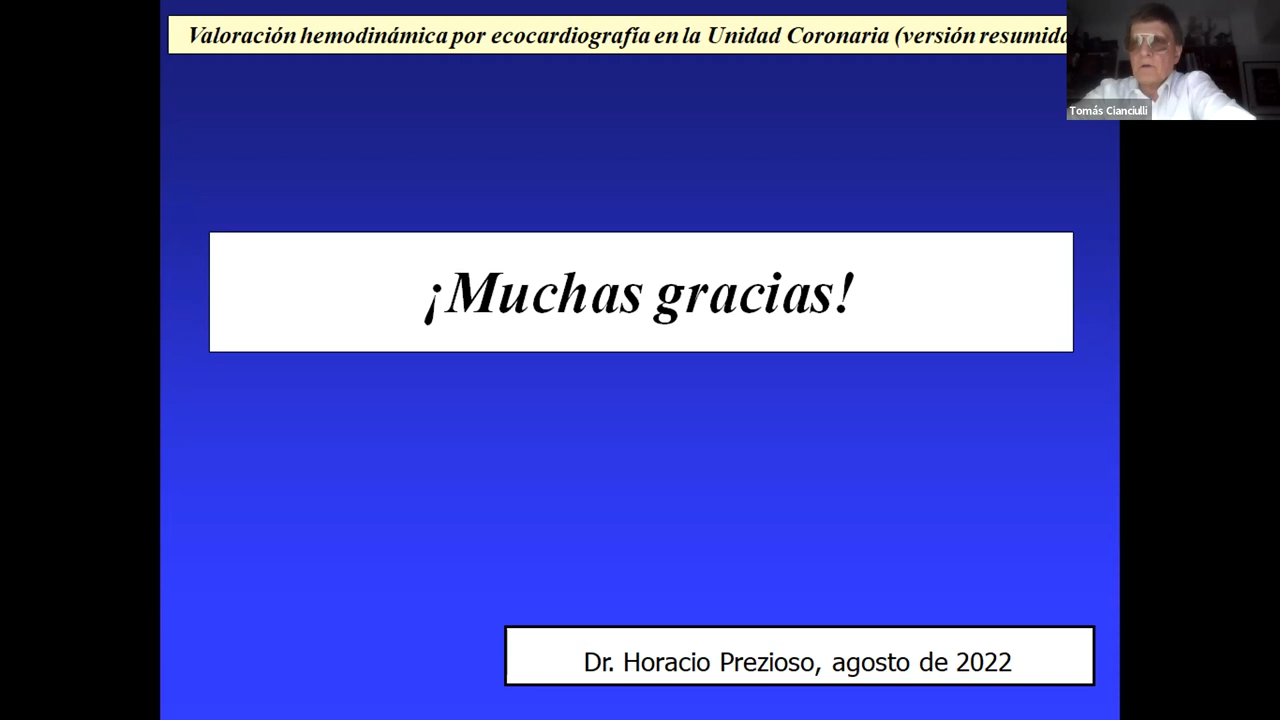 Valoración hemodinámica por ecocardiografía en la Unidad Coronaria (versión resumida
Tomás Cianciulli
¡Muchas gracias!
Dr. Horacio Prezioso, agosto de 2022